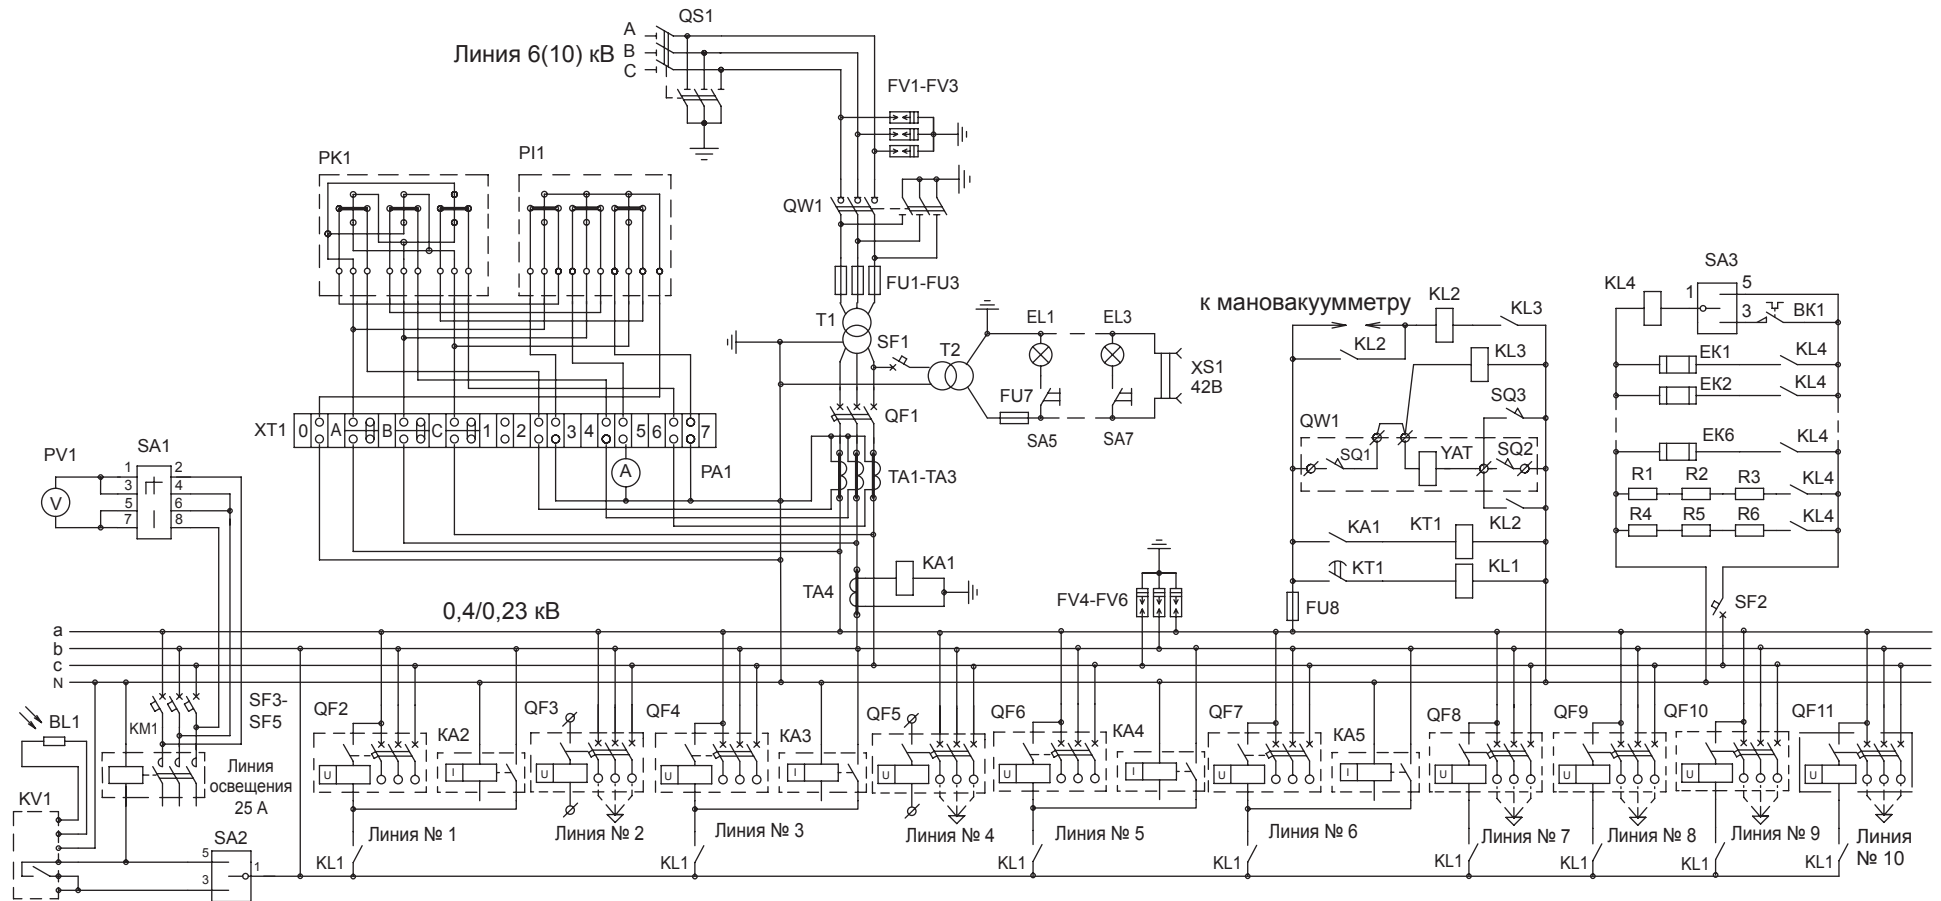 QS1
A
B
C
Линия 6(10) кВ
FV1-FV3
PK1
PI1
QW1
FU1-FU3
T1
SF1
T2
EL1
EL3
FU7
XS1
42В
SA5
SA7
к мановакуумметру
KL2
KL3
KL2
KL3
SQ3
QW1
SQ1
YAT
SQ2
KL2
KA1
KT1
KT1
KL1
FU8
SA3
KL4
1
5
3
ВК1
ЕК1
KL4
ЕК2
KL4
ЕК6
KL4
R1
R2
R3
KL4
R4
R5
R6
KL4
SF2
QF1
XT1
0
A
B
C
1
2
3
4
5
6
7
A
PA1
TA1-TA3
TA4
KA1
FV4-FV6
PV1
V
SA1
1
2
3
4
5
6
7
8
0,4/0,23 кВ
a
b
c
N
SF3-
SF5
BL1
KM1
Линия
освещения
25 А
KV1
SA2
5
3
1
QF2
U
KA2
I
Линия № 1
KL1
QF3
U
Линия № 2
QF4
U
KA3
I
Линия № 3
KL1
QF5
U
Линия № 4
QF6
U
KA4
I
Линия № 5
KL1
QF7
U
KA5
I
Линия № 6
KL1
QF8
U
Линия № 7
KL1
QF9
U
Линия № 8
KL1
QF10
U
Линия № 9
KL1
QF11
U
Линия
№ 10
KL1